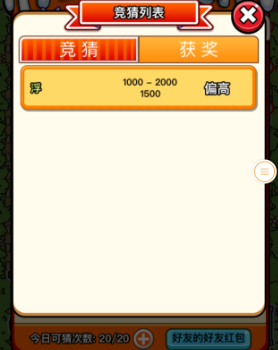 竞猜列表
竞猜
获奖
浮
1000 - 2000
1500
偏高
今日可猜次数: 20/20
好友的好友红包